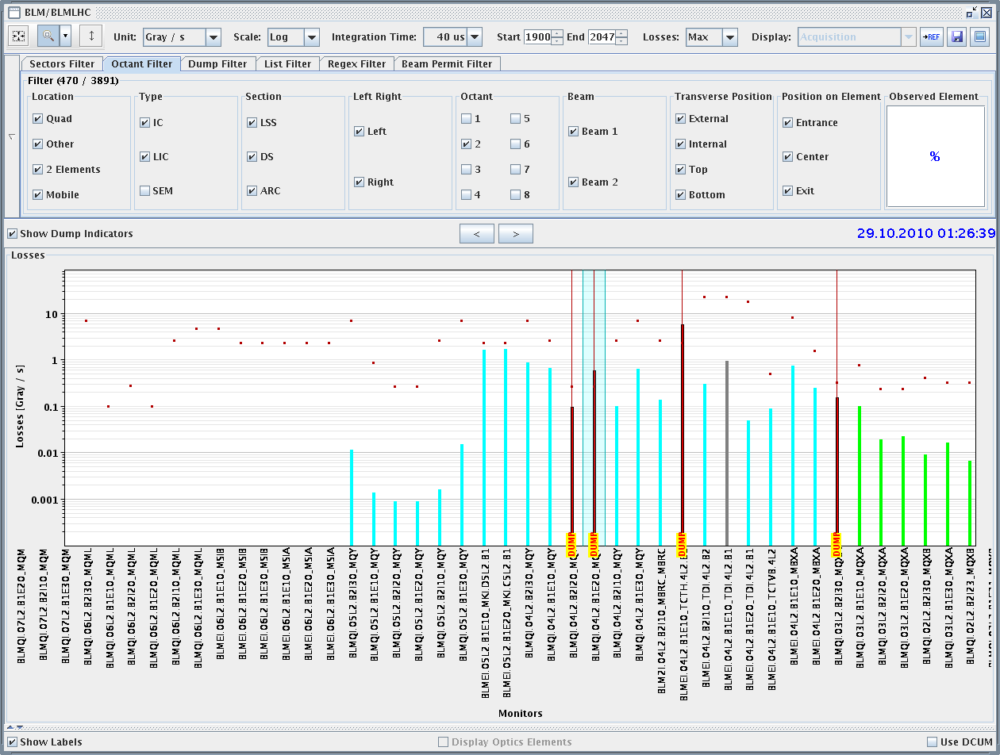 BLM/BLMLHC
Unit: Gray / s Scale: Log Integration Time: 40 us Start 1900 End 2047 Losses: Max Display: Acquisition →REF
Sectors Filter Octant Filter Dump Filter List Filter Regex Filter Beam Permit Filter
Filter (470 / 3891)
Location Type Section Left Right Octant Beam Transverse Position Position on Element Observed Element
Quad
Other
2 Elements
Mobile
IC
LIC
SEM
LSS
DS
ARC
Left
Right
1 5
2 6
3 7
4 8
Beam 1
Beam 2
External
Internal
Top
Bottom
Entrance
Center
Exit
%
Show Dump Indicators < > 29.10.2010 01:26:39
Losses
Losses [Gray / s]
10
1
0.1
0.01
0.001
DUMP
DUMP
DUMP
DUMP
BLMQI.07L2.B1E20_MQM
BLMQI.07L2.B2I10_MQM
BLMQI.07L2.B1E30_MQM
BLMQI.06L2.B2I30_MQML
BLMQI.06L2.B1E10_MQML
BLMQI.06L2.B2I20_MQML
BLMQI.06L2.B1E20_MQML
BLMQI.06L2.B2I10_MQML
BLMQI.06L2.B1E30_MQML
BLMEI.06L2.B1E10_MSIB
BLMEI.06L2.B1E20_MSIB
BLMEI.06L2.B1E30_MSIB
BLMEI.06L2.B1E10_MSIA
BLMEI.06L2.B1E20_MSIA
BLMEI.06L2.B1E30_MSIA
BLMQI.05L2.B2I30_MQY
BLMQI.05L2.B1E10_MQY
BLMQI.05L2.B2I20_MQY
BLMQI.05L2.B1E20_MQY
BLMQI.05L2.B2I10_MQY
BLMQI.05L2.B1E30_MQY
BLMEI.05L2.B1E10_MKI.D5L2.B1
BLMEI.05L2.B1E20_MKI.C5L2.B1
BLMQI.04L2.B2I30_MQY
BLMQI.04L2.B1E10_MQY
BLMQI.04L2.B2I20_MQY
BLMQI.04L2.B1E20_MQY
BLMQI.04L2.B2I10_MQY
BLMQI.04L2.B1E30_MQY
BLM2I.04L2.B2I10_MBRC_MBRC
BLMEI.04L2.B1E10_TCTH.4L2.
BLMEI.04L2.B2I10_TDI.4L2.B2
BLMEI.04L2.B1E10_TDI.4L2.B1
BLMEI.04L2.B1E20_TDI.4L2.B1
BLMEI.04L2.B1E10_TCTVB.4L2
BLMEI.04L2.B1E10_MBXA
BLMEI.04L2.B1E20_MBXA
BLMQI.03L2.B2I30_MQXA
BLMQI.03L2.B1E10_MQXA
BLMQI.03L2.B2I20_MQXA
BLMQI.03L2.B1E20_MQXA
BLMQI.02L2.B2I30_MQXB
BLMQI.03L2.B1E30_MQXA
BLMQI.02L2.B2I23_MQXB
Monitors
Show Labels Display Optics Elements Use DCUM